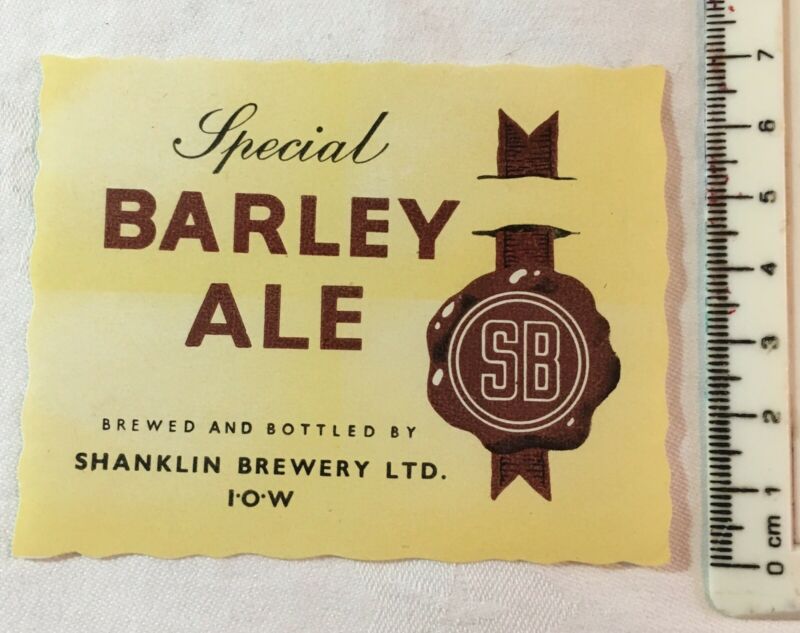 Special
BARLEY
ALE
SB
BREWED AND BOTTLED BY
SHANKLIN BREWERY LTD.
I·O·W
7
6
5
4
3
2
1
0 cm